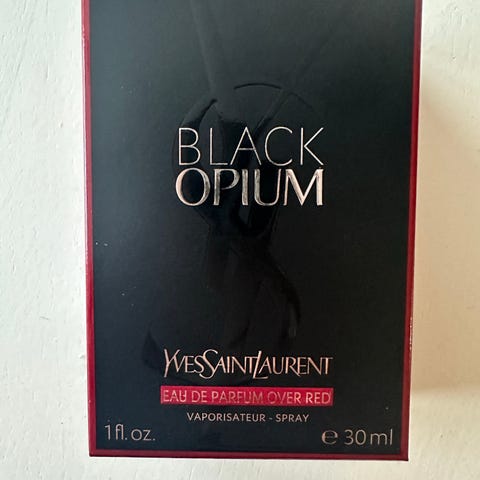 BLACK
OPIUM
YVESSAINTLAURENT
EAU DE PARFUM OVER RED
VAPORISATEUR - SPRAY
1 fl. oz. ℮ 30 ml